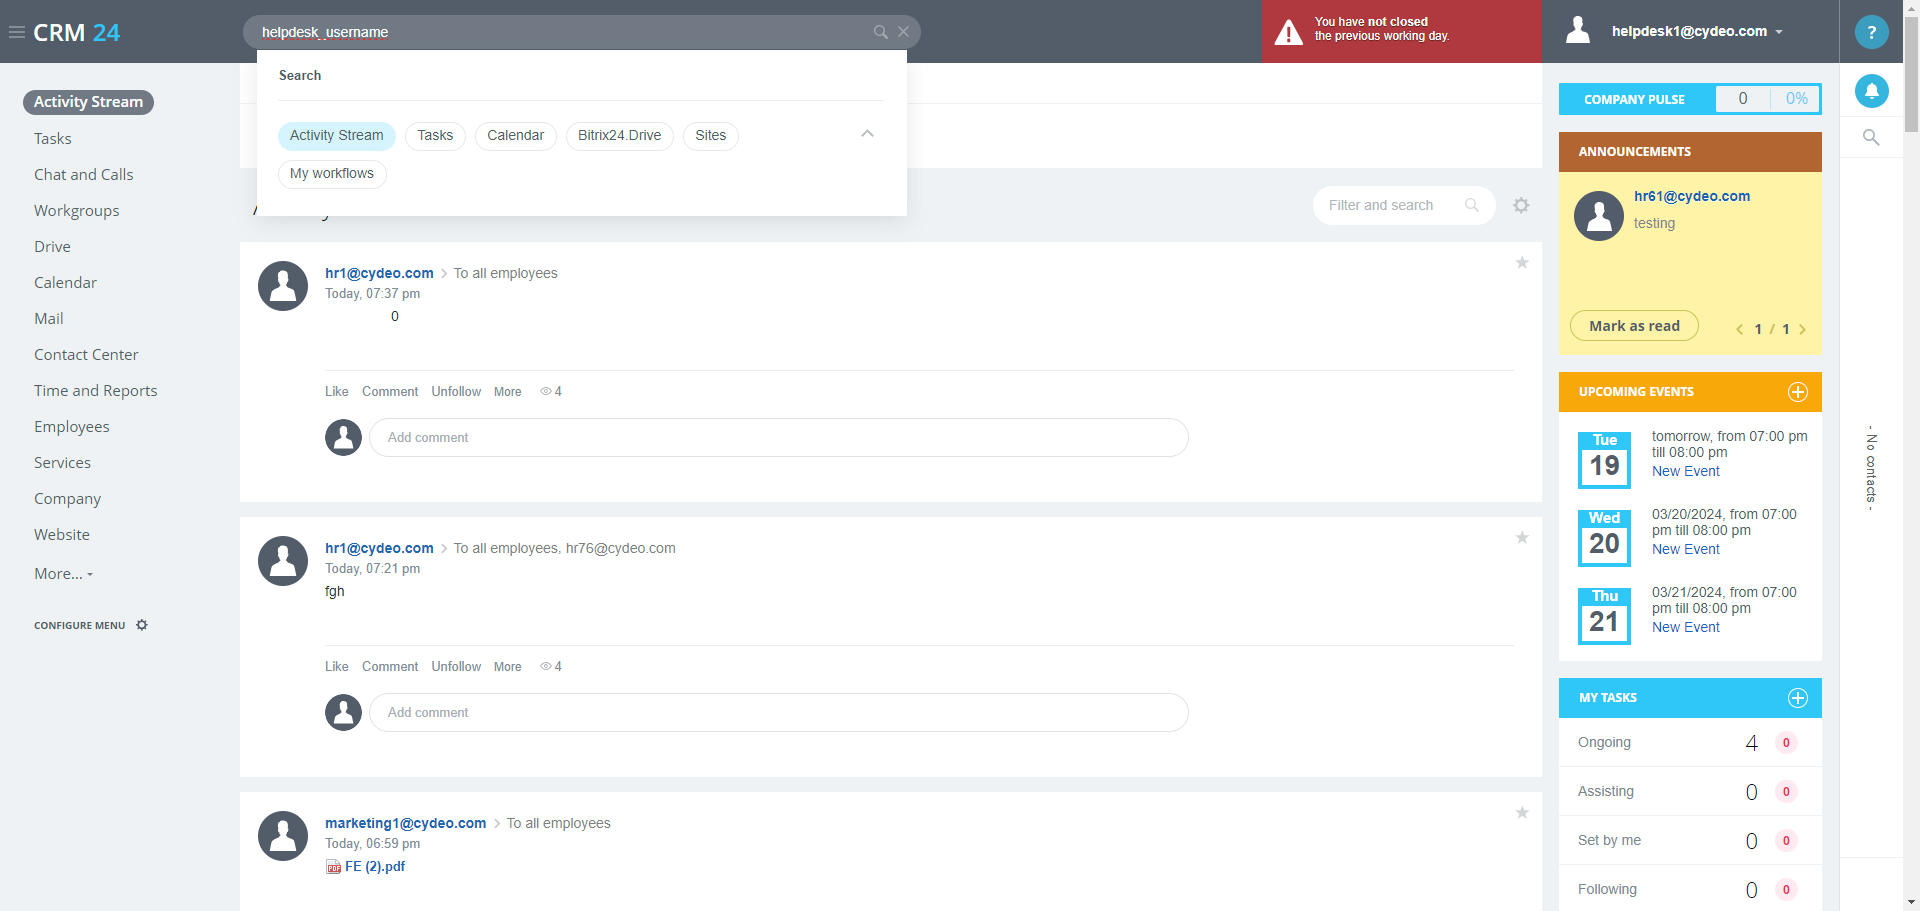 CRM 24
helpdesk_username
You have not closed
the previous working day.
helpdesk1@cydeo.com
?
Search
Activity Stream
Tasks
Calendar
Bitrix24.Drive
Sites
My workflows
Activity Stream
Tasks
Chat and Calls
Workgroups
Drive
Calendar
Mail
Contact Center
Time and Reports
Employees
Services
Company
Website
More...
CONFIGURE MENU
Filter and search
hr1@cydeo.com > To all employees
Today, 07:37 pm
0
Like Comment Unfollow More 4
Add comment
hr1@cydeo.com > To all employees, hr76@cydeo.com
Today, 07:21 pm
fgh
Like Comment Unfollow More 4
Add comment
marketing1@cydeo.com > To all employees
Today, 06:59 pm
PDF FE (2).pdf
COMPANY PULSE 0 0%
ANNOUNCEMENTS
hr61@cydeo.com
testing
Mark as read
< 1 / 1 >
UPCOMING EVENTS
Tue
19
tomorrow, from 07:00 pm
till 08:00 pm
New Event
Wed
20
03/20/2024, from 07:00
pm till 08:00 pm
New Event
Thu
21
03/21/2024, from 07:00
pm till 08:00 pm
New Event
MY TASKS
Ongoing 4 0
Assisting 0 0
Set by me 0 0
Following 0 0
- No contacts -